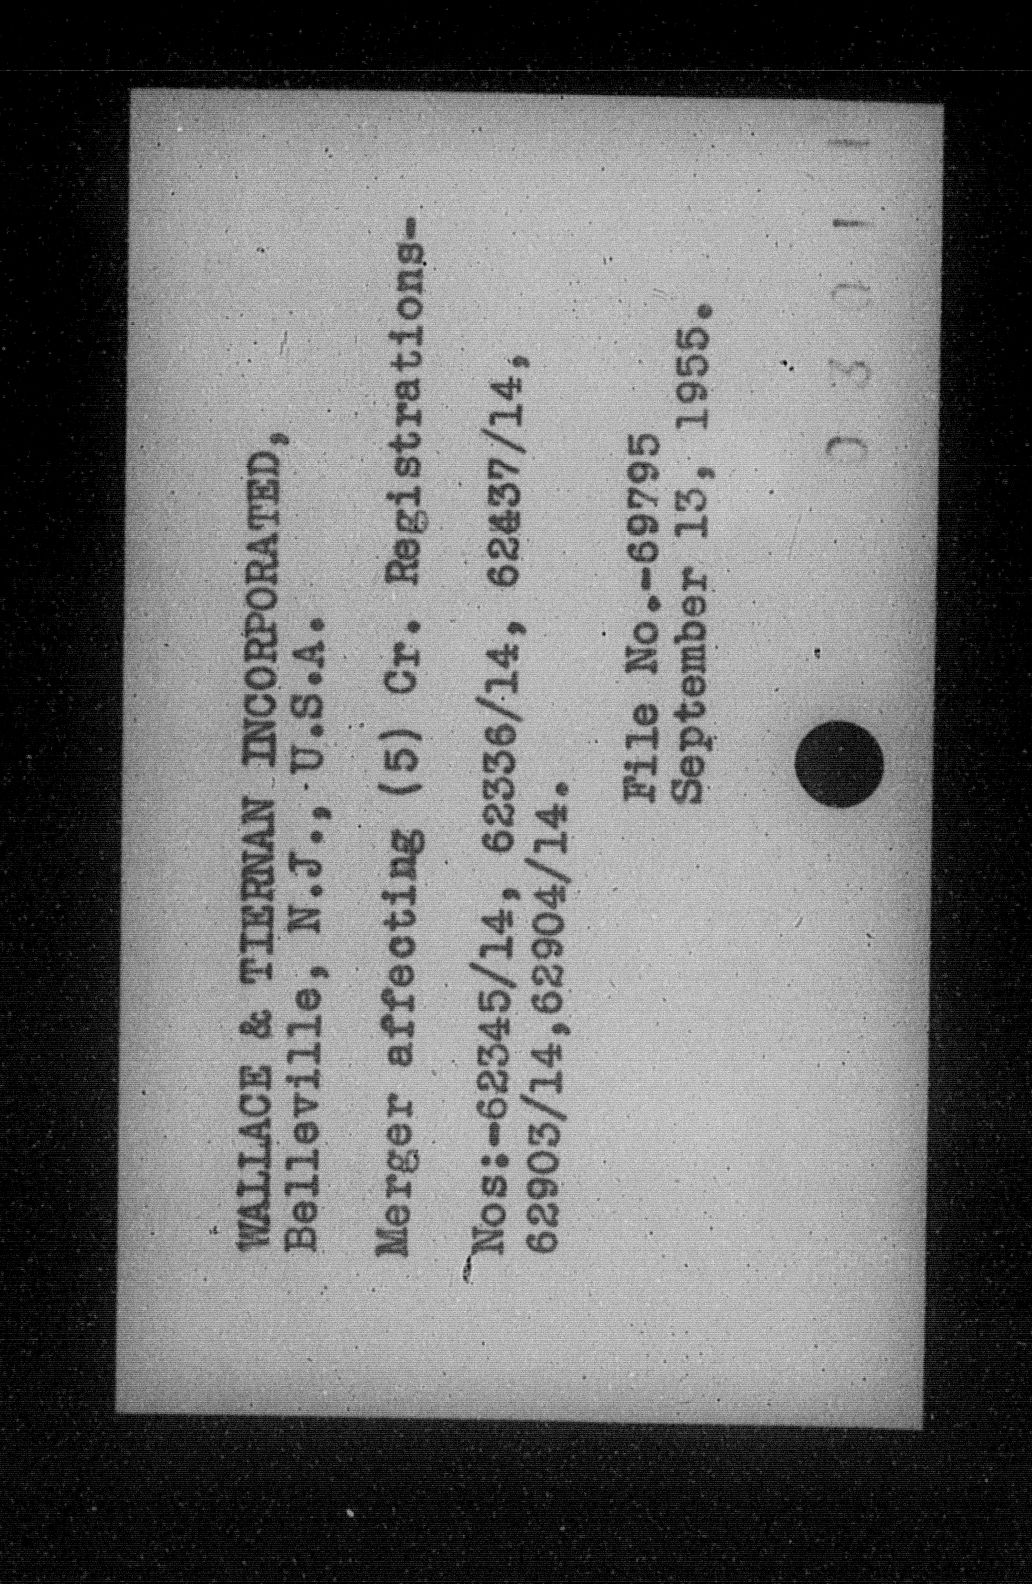 WALLACE & TIERNAN INCORPORATED,
Belleville, N.J., U.S.A.
Merger affecting (5) Cr. Registrations-
Nos:-62345/14, 62336/14, 62437/14,
62903/14,62904/14.
File No.-69795
September 13, 1955.
03011